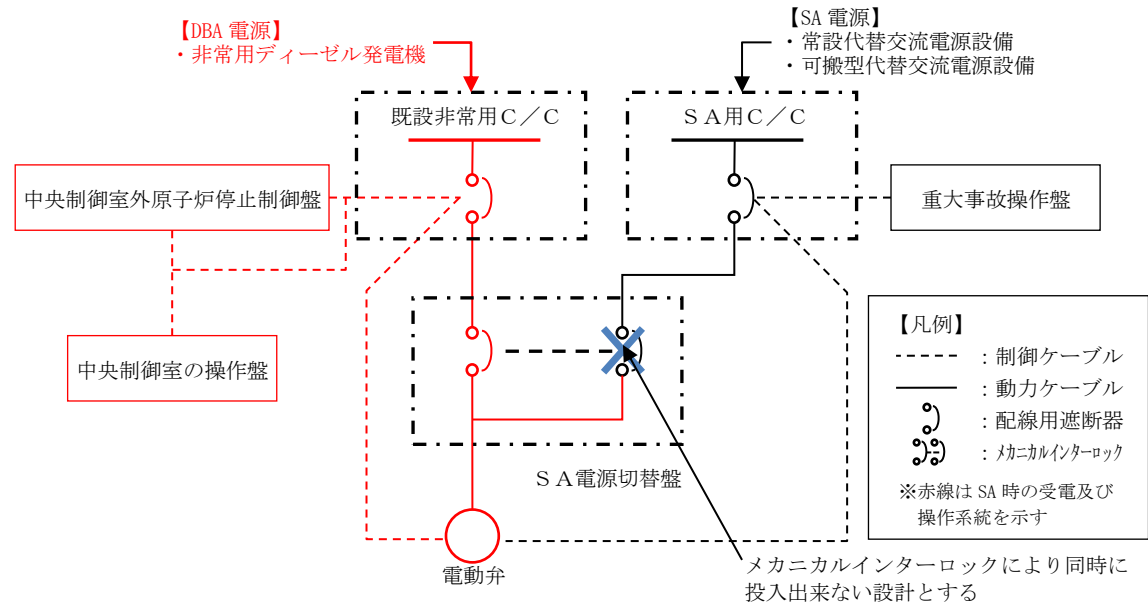 【DBA 電源】
・非常用ディーゼル発電機
【SA 電源】
・常設代替交流電源設備
・可搬型代替交流電源設備
既設非常用Ｃ／Ｃ
ＳＡ用Ｃ／Ｃ
中央制御室外原子炉停止制御盤
重大事故操作盤
中央制御室の操作盤
【凡例】
：制御ケーブル
：動力ケーブル
：配線用遮断器
：ﾒｶﾆｶﾙｲﾝﾀｰﾛｯｸ
※赤線は SA 時の受電及び
操作系統を示す
ＳＡ電源切替盤
電動弁
メカニカルインターロックにより同時に
投入出来ない設計とする